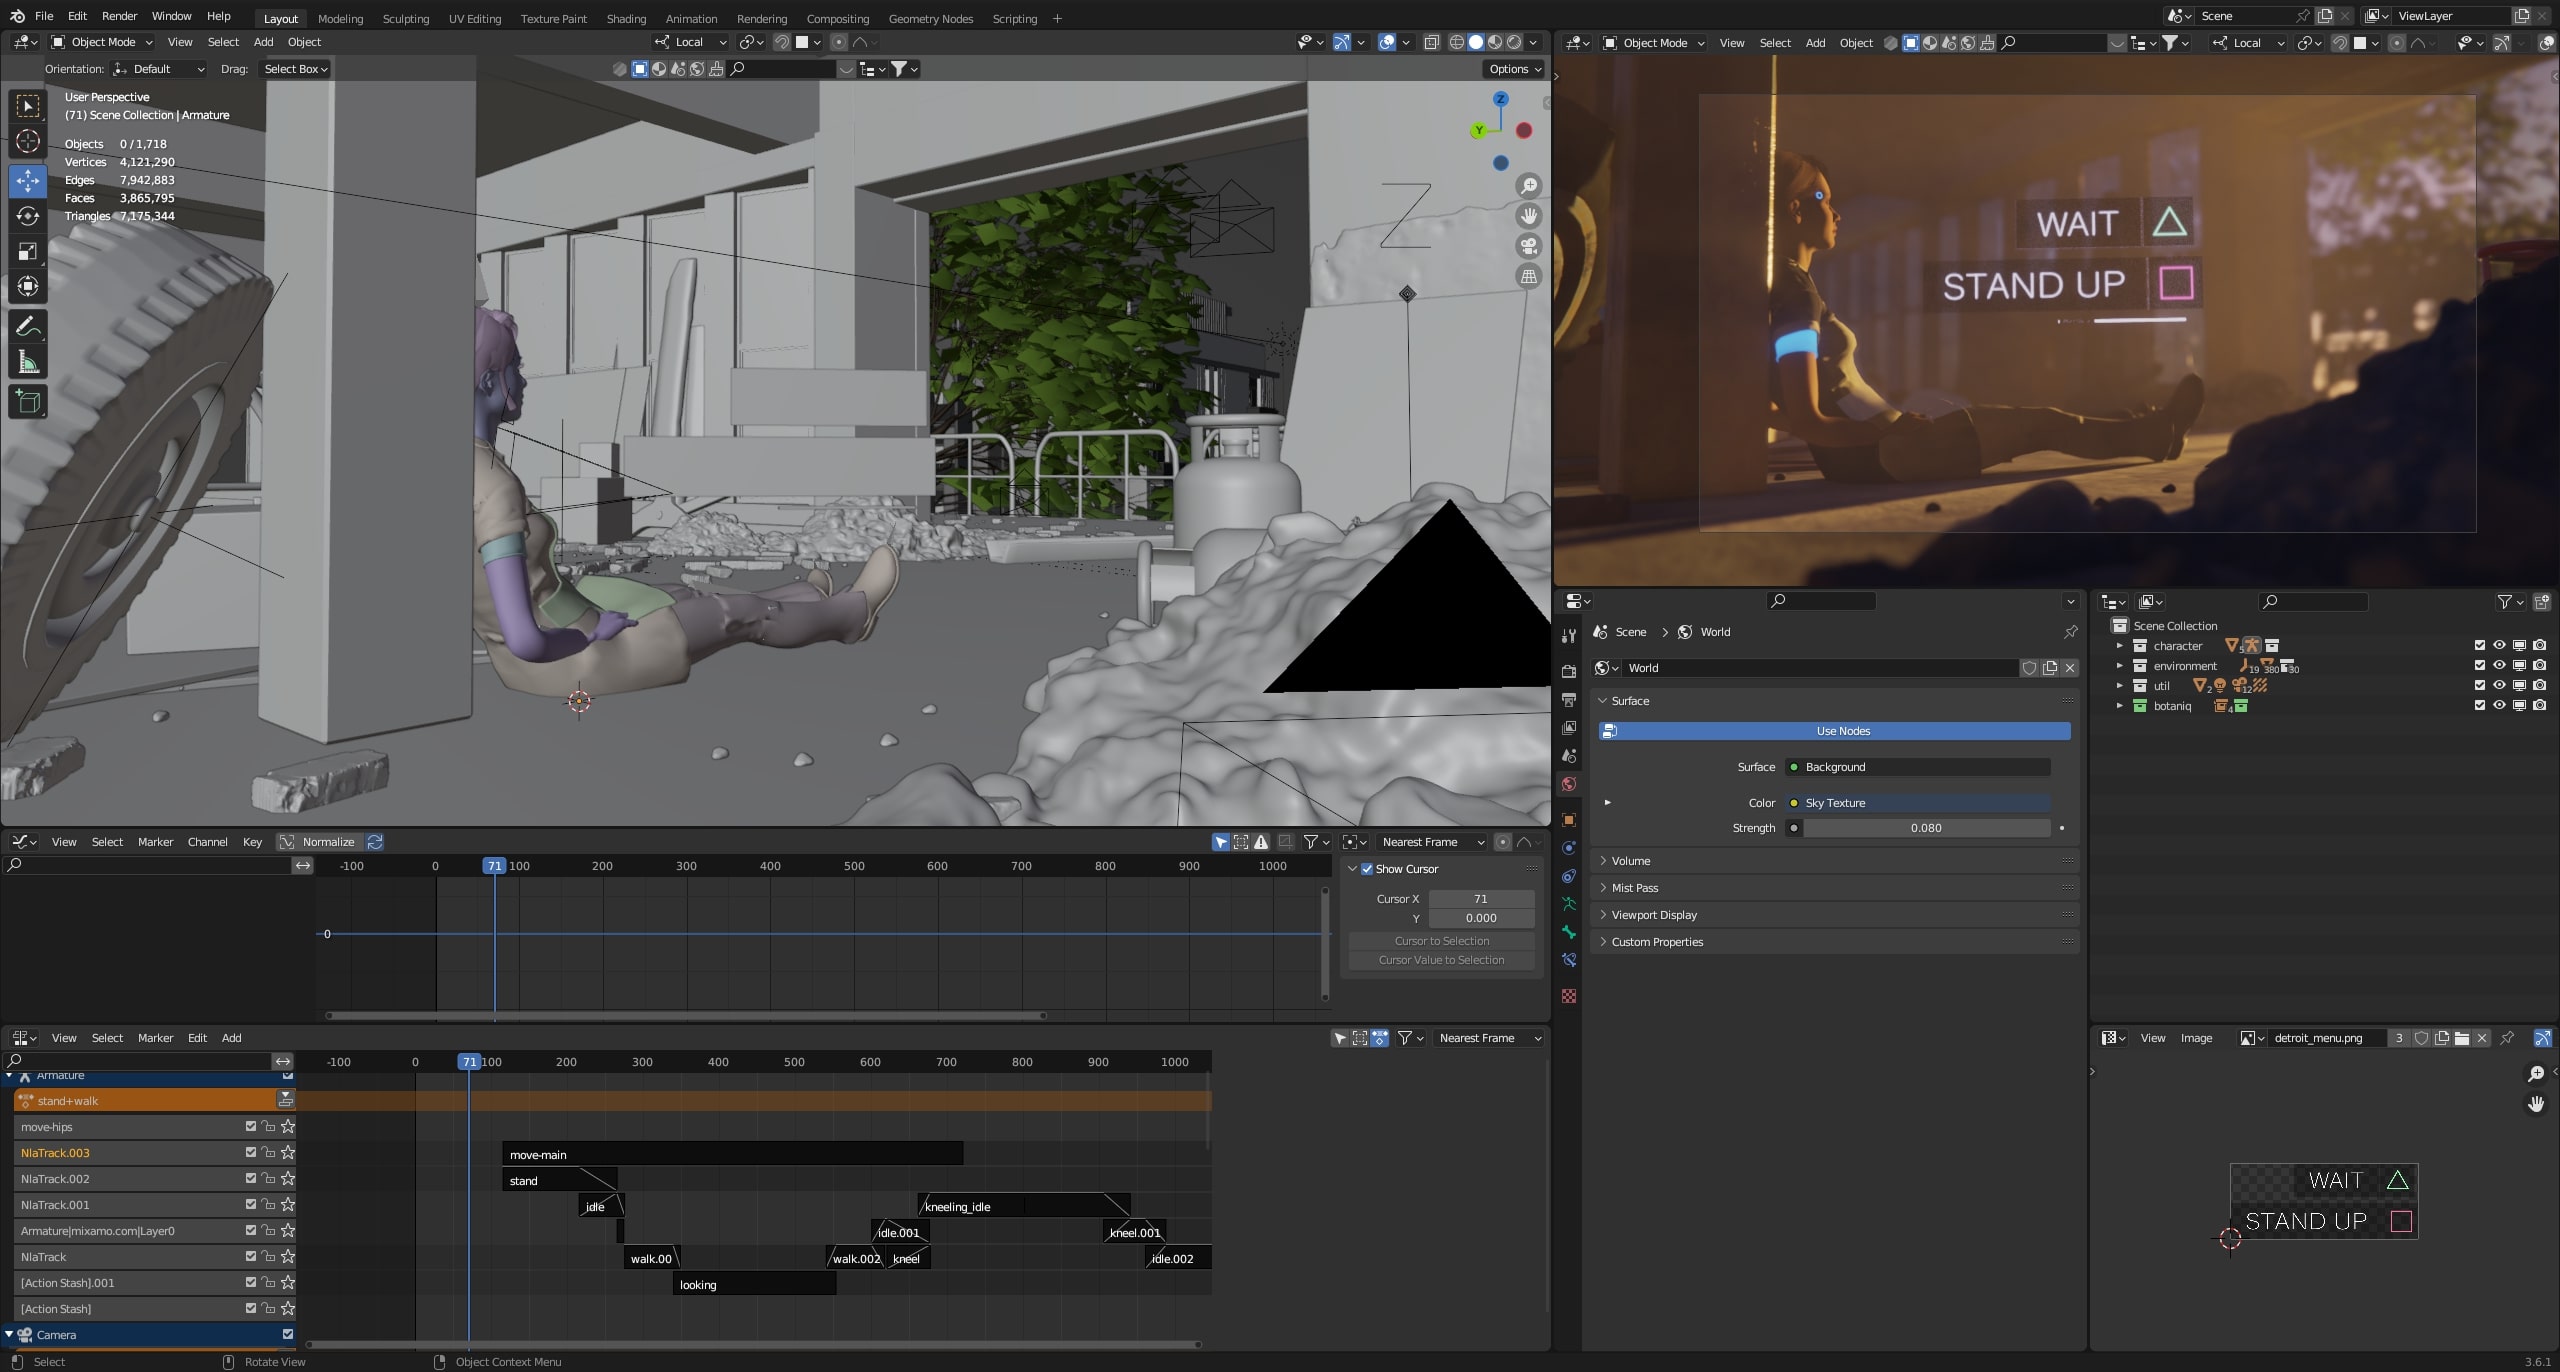 File Edit Render Window Help Layout Modeling Sculpting UV Editing Texture Paint Shading Animation Rendering Compositing Geometry Nodes Scripting + Scene ViewLayer
Object Mode View Select Add Object Local
Object Mode View Select Add Object Local
Orientation: Default Drag: Select Box Options
User Perspective
(71) Scene Collection | Armature
Objects 0 / 1,718
Vertices 4,121,290
Edges 7,942,883
Faces 3,865,795
Triangles 7,175,344
Z
Y
WAIT
STAND UP
Scene > World
World
Surface
Use Nodes
Surface Background
Color Sky Texture
Strength 0.080
Volume
Mist Pass
Viewport Display
Custom Properties
Scene Collection
character 5
environment 19 380 30
util 2 12
botaniq 4
View Select Marker Channel Key Normalize Nearest Frame
-100 0 71 100 200 300 400 500 600 700 800 900 1000
0
Show Cursor
Cursor X 71
Y 0.000
Cursor to Selection
Cursor Value to Selection
View Select Marker Edit Add Nearest Frame
-100 0 71 100 200 300 400 500 600 700 800 900 1000
Armature
stand+walk
move-hips
NlaTrack.003 move-main
NlaTrack.002 stand
NlaTrack.001 idle kneeling_idle
Armature|mixamo.com|Layer0 idle.001 kneel.001
NlaTrack walk.00 walk.002 kneel idle.002
[Action Stash].001 looking
[Action Stash]
Camera
View Image detroit_menu.png 3
WAIT
STAND UP
Select Rotate View Object Context Menu 3.6.1